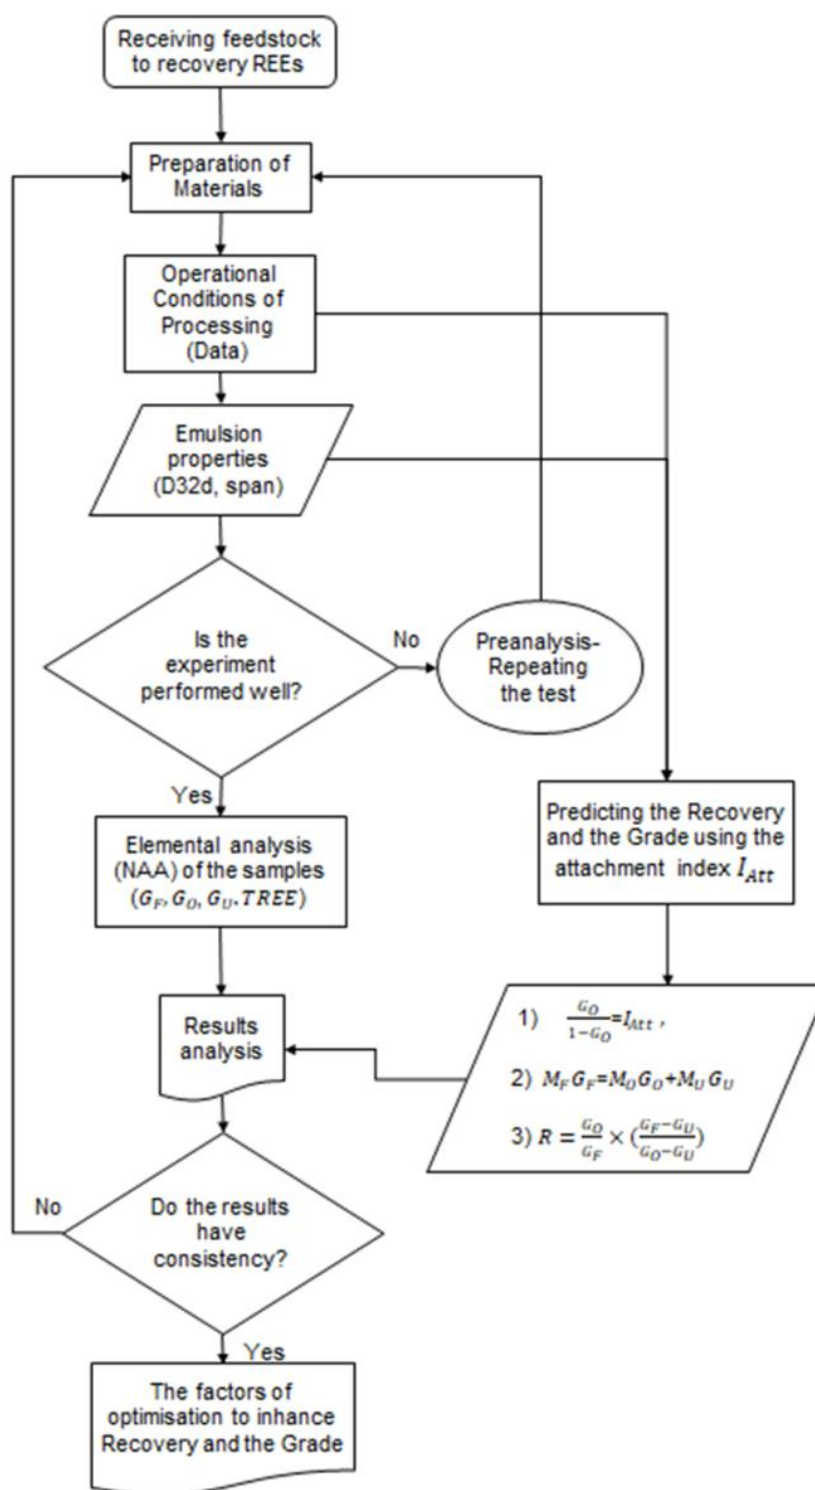 Receiving feedstock
to recovery REEs
Preparation of
Materials
Operational
Conditions of
Processing
(Data)
Emulsion
properties
(D32d, span)
Is the
experiment
performed well?
No
Preanalysis-
Repeating
the test
Yes
Elemental analysis
(NAA) of the samples
(G_F, G_O, G_U, TREE)
Predicting the Recovery
and the Grade using the
attachment index I_Att
Results
analysis
1) G_O/(1−G_O)=I_Att ,
2) M_F G_F=M_O G_O+M_U G_U
3) R = G_O/G_F × ((G_F−G_U)/(G_O−G_U))
Do the results
have
consistency?
No
Yes
The factors of
optimisation to inhance
Recovery and the Grade